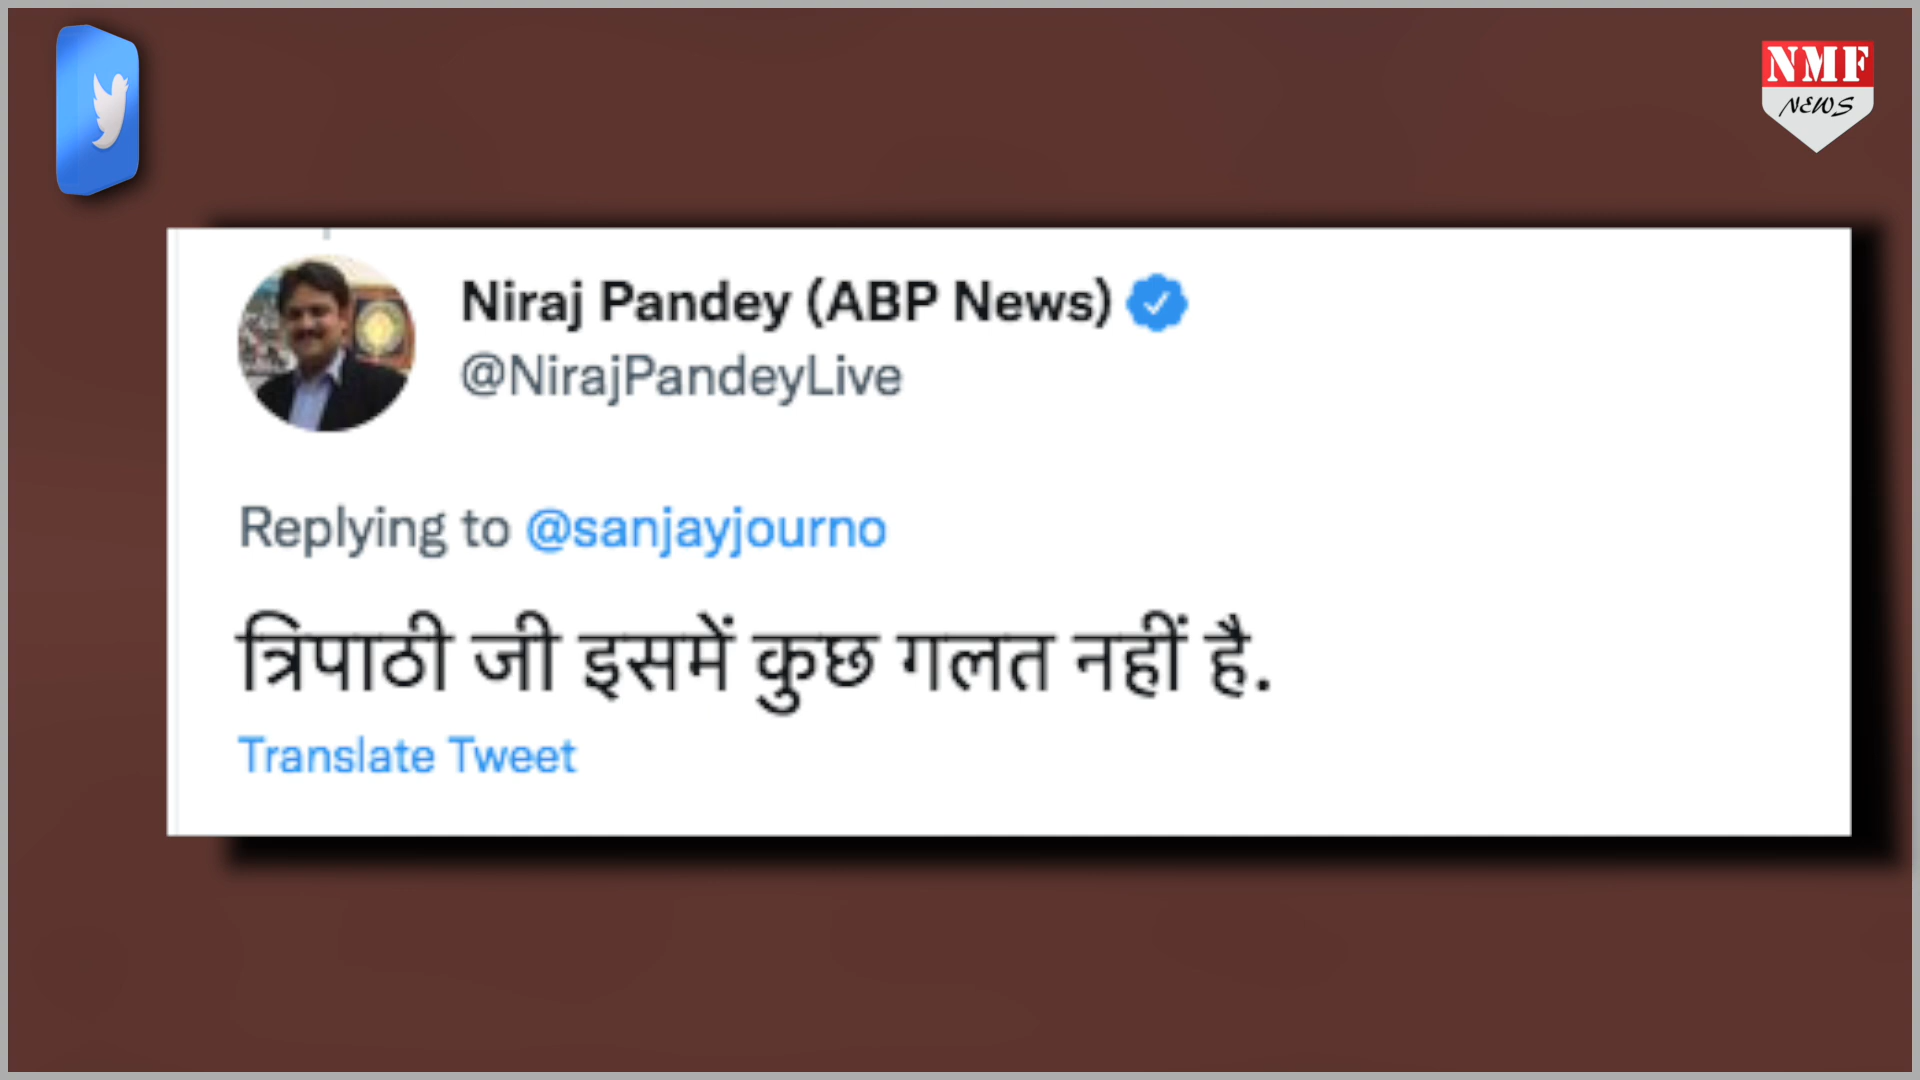 NMF
NEWS
Niraj Pandey (ABP News)
@NirajPandeyLive
Replying to @sanjayjourno
त्रिपाठी जी इसमें कुछ गलत नहीं है.
Translate Tweet